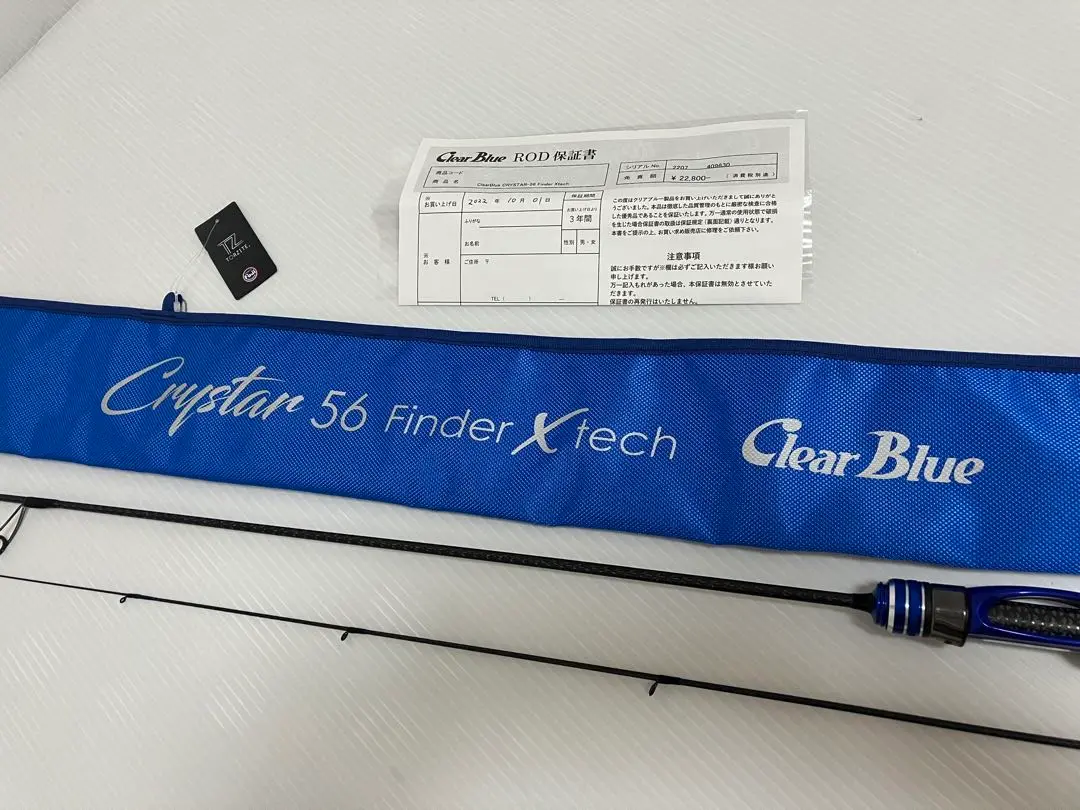 Clear Blue ROD 保証書
商品コード
商品名 ClearBlue CRYSTAR-56 Finder Xtech
シリアル No. 2207 409630
売買額 ¥22,800- (消費税別途)
※
お買い上げ日 2022 年 10 月 01 日
保証期間
お買い上げ日より
3年間
ふりがな
お名前
性別 男・女
※
お客様
ご住所 〒
TEL ( ) ―
この度はクリアブルー製品をお買い上げいただきまして誠にありがとうございました。本品は徹底した品質管理のもとに厳密な検査に合格した優秀品であることを保証いたします。万一通常の使用状態で破損を生じた場合保証書の取扱は保証規定(裏面記載)通りとなります。
本書をご提示の上、お買い求め販売店に修理をご依頼下さい。
注意事項
誠にお手数ですが※欄は必ずご記入いただきます様お願い申し上げます。
万一記入もれがあった場合、本保証書は無効とさせていただきます。
保証書の再発行はいたしません。
TZ
TORZITE.
Fuji
Crystar 56 Finder X tech
Clear Blue